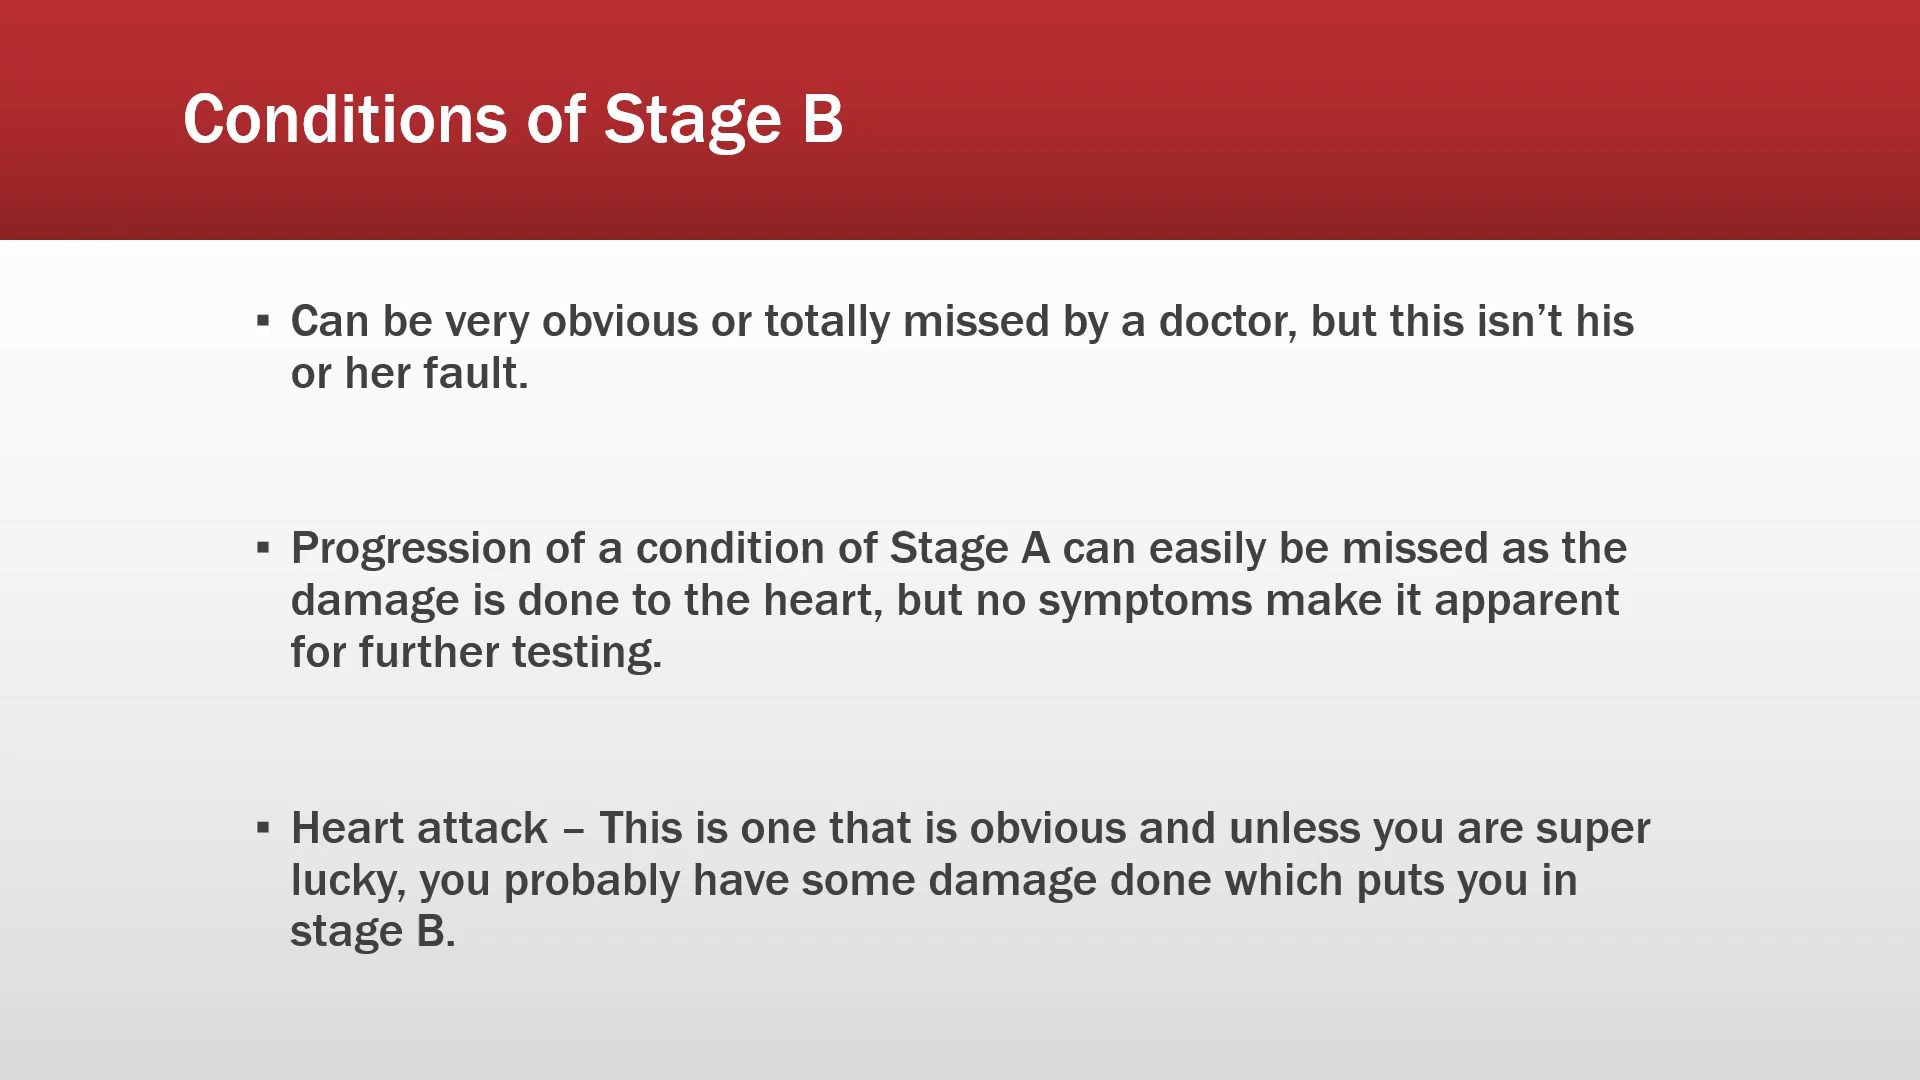 Conditions of Stage B
▪ Can be very obvious or totally missed by a doctor, but this isn’t his
or her fault.
▪ Progression of a condition of Stage A can easily be missed as the
damage is done to the heart, but no symptoms make it apparent
for further testing.
▪ Heart attack – This is one that is obvious and unless you are super
lucky, you probably have some damage done which puts you in
stage B.